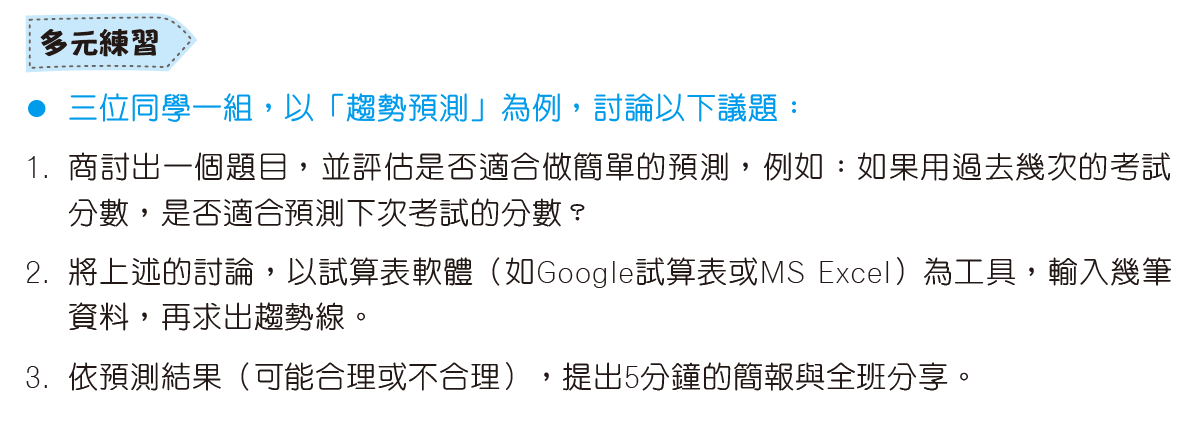 多元練習
● 三位同學一組，以「趨勢預測」為例，討論以下議題：
1. 商討出一個題目，並評估是否適合做簡單的預測，例如：如果用過去幾次的考試
分數，是否適合預測下次考試的分數？
2. 將上述的討論，以試算表軟體（如Google試算表或MS Excel）為工具，輸入幾筆
資料，再求出趨勢線。
3. 依預測結果（可能合理或不合理），提出5分鐘的簡報與全班分享。